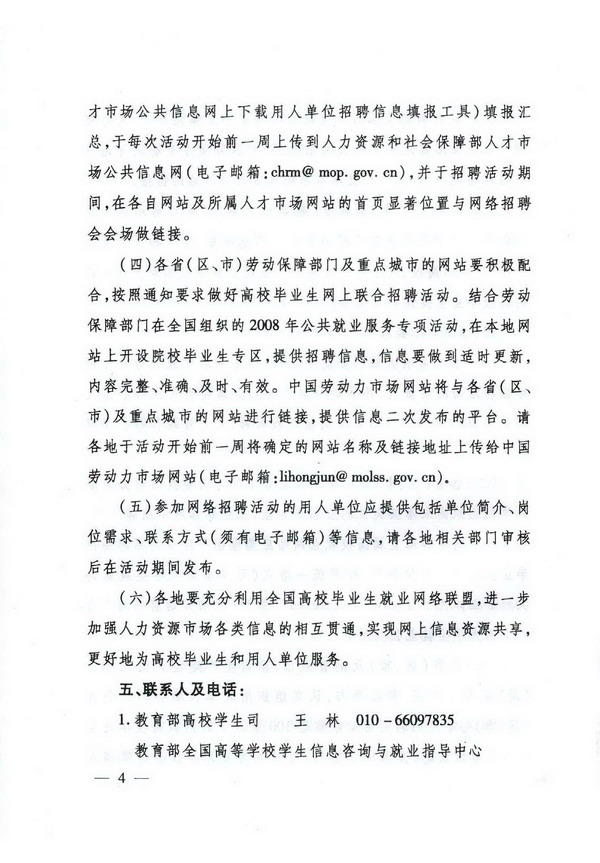 才市场公共信息网上下载用人单位招聘信息填报工具)填报汇
总,于每次活动开始前一周上传到人力资源和社会保障部人才市
场公共信息网(电子邮箱:chrm@ mop. gov. cn),并于招聘活动期
间,在各自网站及所属人才市场网站的首页显著位置与网络招聘
会会场做链接。
(四)各省(区、市)劳动保障部门及重点城市的网站要积极配
合,按照通知要求做好高校毕业生网上联合招聘活动。结合劳动
保障部门在全国组织的 2008 年公共就业服务专项活动,在本地网
站上开设院校毕业生专区,提供招聘信息,信息要做到适时更新,
内容完整、准确、及时、有效。中国劳动力市场网站将与各省(区、
市)及重点城市的网站进行链接,提供信息二次发布的平台。请
各地于活动开始前一周将确定的网站名称及链接地址上传给中国
劳动力市场网站(电子邮箱:lihongjun@ molss. gov. cn)。
(五)参加网络招聘活动的用人单位应提供包括单位简介、岗
位需求、联系方式(须有电子邮箱)等信息,请各地相关部门审核
后在活动期间发布。
(六)各地要充分利用全国高校毕业生就业网络联盟,进一步
加强人力资源市场各类信息的相互贯通,实现网上信息资源共享,
更好地为高校毕业生和用人单位服务。
五、联系人及电话:
1. 教育部高校学生司 王 林 010－66097835
教育部全国高等学校学生信息咨询与就业指导中心
— 4 —